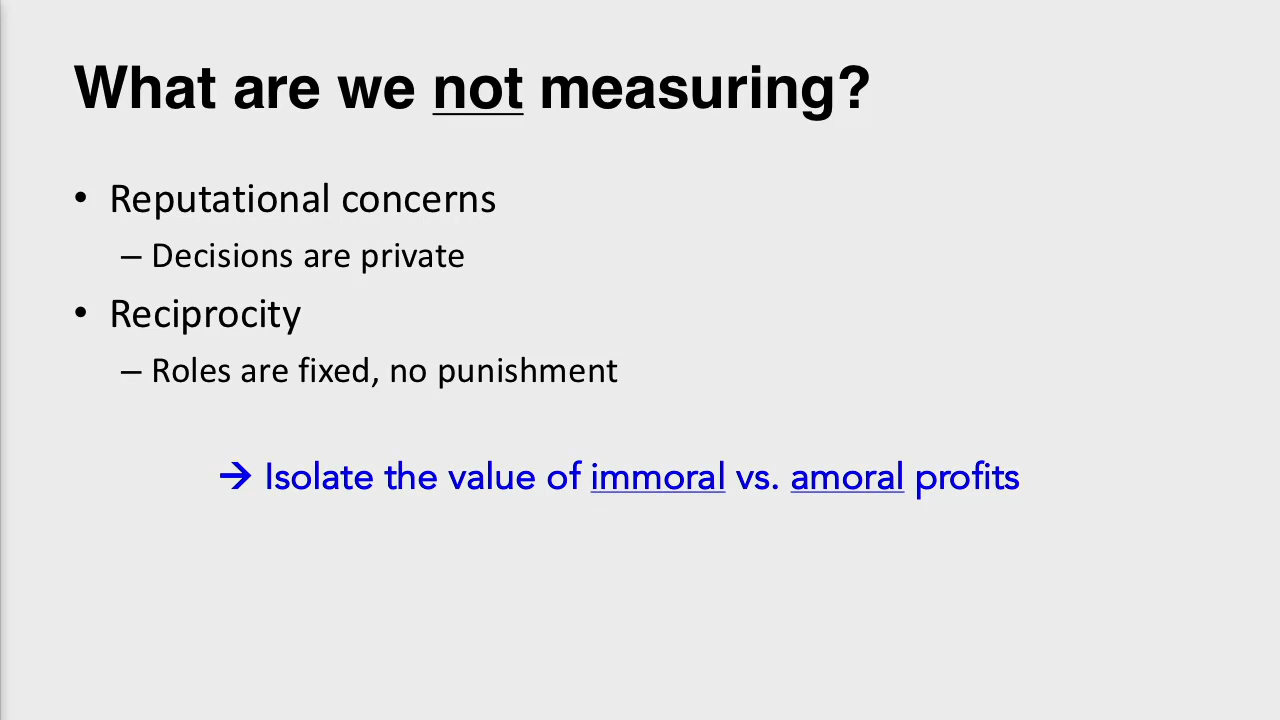 What are we not measuring?
• Reputational concerns
– Decisions are private
• Reciprocity
– Roles are fixed, no punishment
→ Isolate the value of immoral vs. amoral profits